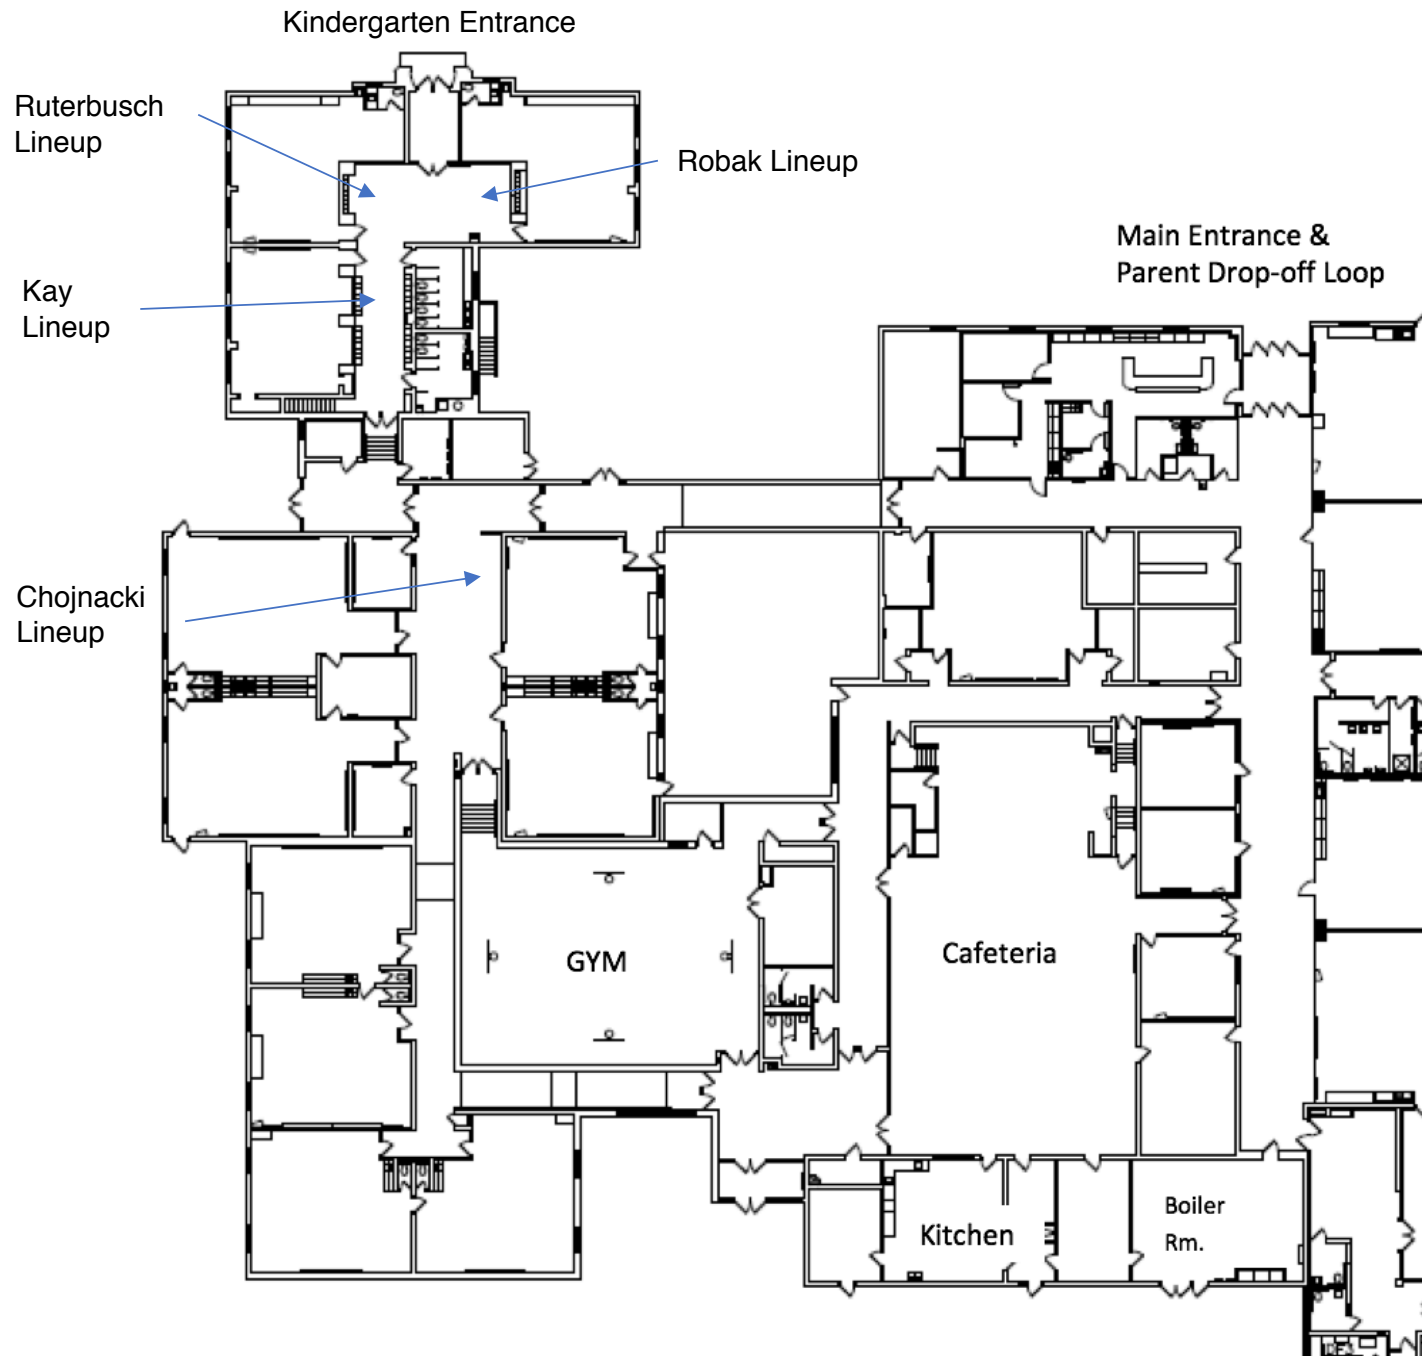 Kindergarten Entrance
Ruterbusch
Lineup
Robak Lineup
Main Entrance &
Parent Drop-off Loop
Kay
Lineup
Chojnacki
Lineup
GYM
Cafeteria
Kitchen
Boiler
Rm.